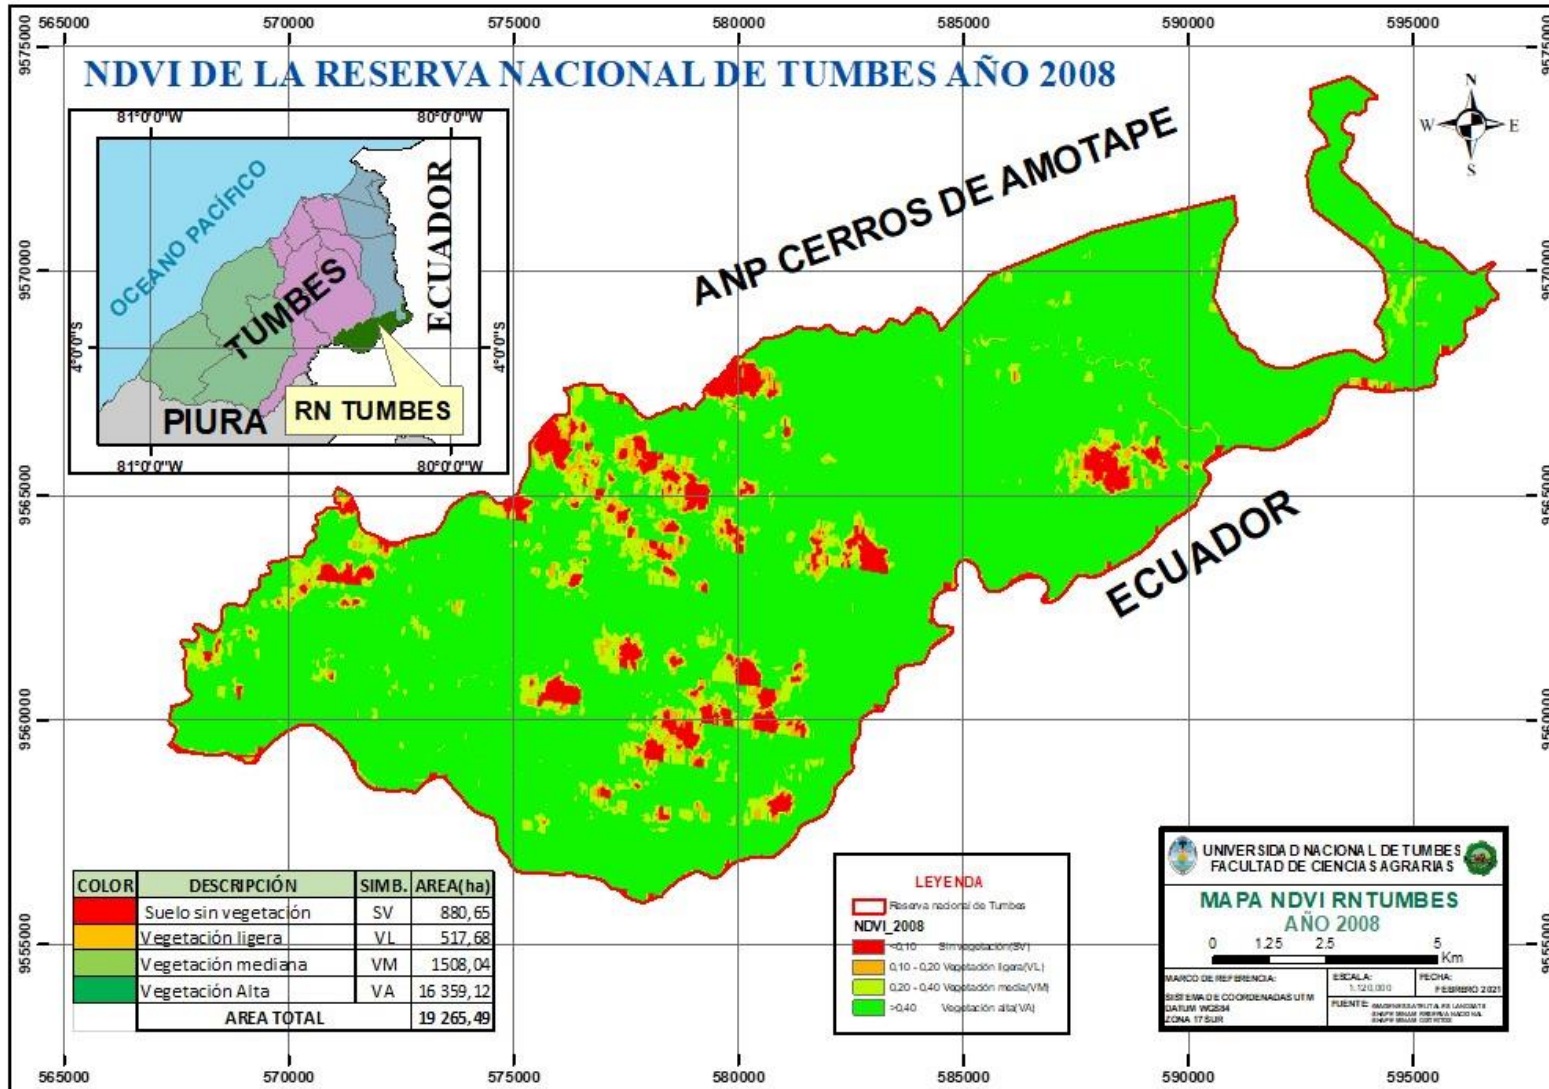 565000 570000 575000 580000 585000 590000 595000
9575000 9575000
NDVI DE LA RESERVA NACIONAL DE TUMBES AÑO 2008
N
W E
S
81°0'0"W 80°0'0"W
OCEANO PACÍFICO
ECUADOR
TUMBES
4°0'0"S 4°0'0"S
PIURA
RN TUMBES
81°0'0"W 80°0'0"W
ANP CERROS DE AMOTAPE
9570000 9570000
9565000 9565000
ECUADOR
9560000 9560000
9555000 9555000
COLOR DESCRIPCIÓN SIMB. AREA(ha)
Suelo sin vegetación SV 880,65
Vegetación ligera VL 517,68
Vegetación mediana VM 1508,04
Vegetación Alta VA 16 359,12
AREA TOTAL 19 265,49
LEYENDA
Reserva nacional de Tumbes
NDVI_2008
<0,10 Sin vegetación(SV)
0,10 - 0,20 Vegetación ligera(VL)
0,20 - 0,40 Vegetación media(VM)
>0,40 Vegetación alta(VA)
UNIVERSIDAD NACIONAL DE TUMBES
FACULTAD DE CIENCIAS AGRARIAS
MAPA NDVI RN TUMBES
AÑO 2008
0 1.25 2.5 5
Km
MARCO DE REFERENCIA:
SISTEMA DE COORDENADAS UTM
DATUM WGS84
ZONA 17 SUR
ESCALA:
1:120,000
FECHA:
FEBRERO 2021
FUENTE:
565000 570000 575000 580000 585000 590000 595000